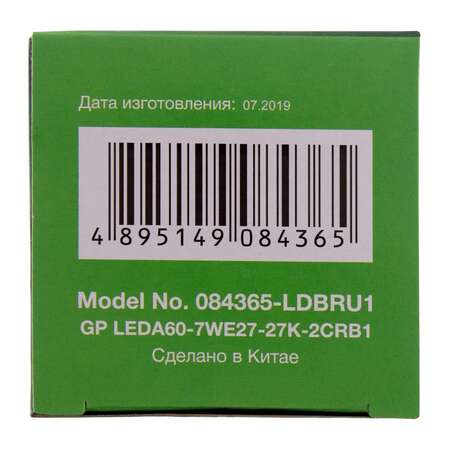 Дата изготовления: 07.2019
4 895149 084365
Model No. 084365-LDBRU1
GP LEDA60-7WE27-27K-2CRB1
Сделано в Китае